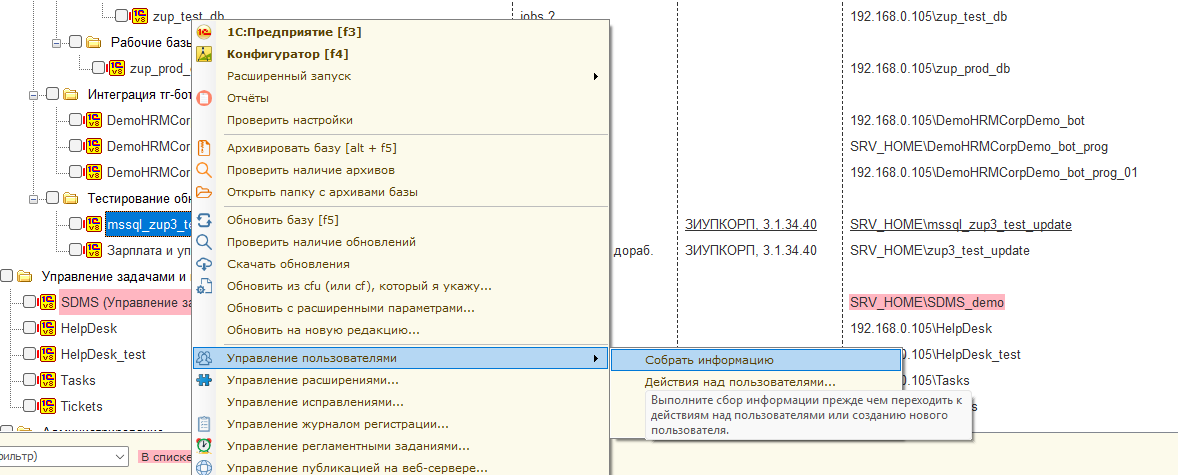 zup_test_db jobs ? 192.168.0.105\zup_test_db
1С:Предприятие [f3]
Рабочие базы
Конфигуратор [f4]
zup_prod_ 192.168.0.105\zup_prod_db
Расширенный запуск
Интеграция тг-бот
Отчёты
DemoHRMCor 192.168.0.105\DemoHRMCorpDemo_bot
Проверить настройки
DemoHRMCor SRV_HOME\DemoHRMCorpDemo_bot_prog
Архивировать базу [alt + f5]
DemoHRMCor 192.168.0.105\DemoHRMCorpDemo_bot_prog_01
Проверить наличие архивов
Открыть папку с архивами базы
Тестирование обн
Обновить базу [f5]
mssql_zup3_te ЗИУПКОРП, 3.1.34.40 SRV_HOME\mssql_zup3_test_update
Проверить наличие обновлений
Зарплата и уп дораб. ЗИУПКОРП, 3.1.34.40 SRV_HOME\zup3_test_update
Скачать обновления
Управление задачами и
Обновить из cfu (или cf), который я укажу...
SDMS (Управление за SRV_HOME\SDMS_demo
Обновить с расширенными параметрами...
HelpDesk 192.168.0.105\HelpDesk
Обновить на новую редакцию...
HelpDesk_test HelpDesk_test
Управление пользователями
Собрать информацию
Tasks Tasks
Управление расширениями...
Действия над пользователями...
Управление исправлениями...
Tickets
Выполните сбор информации прежде чем переходить к
действиям над пользователями или созданию нового
пользователя.
Управление журналом регистрации...
Администрирование
Управление регламентными заданиями...
ильтр) В списке
Управление публикацией на веб-сервере...